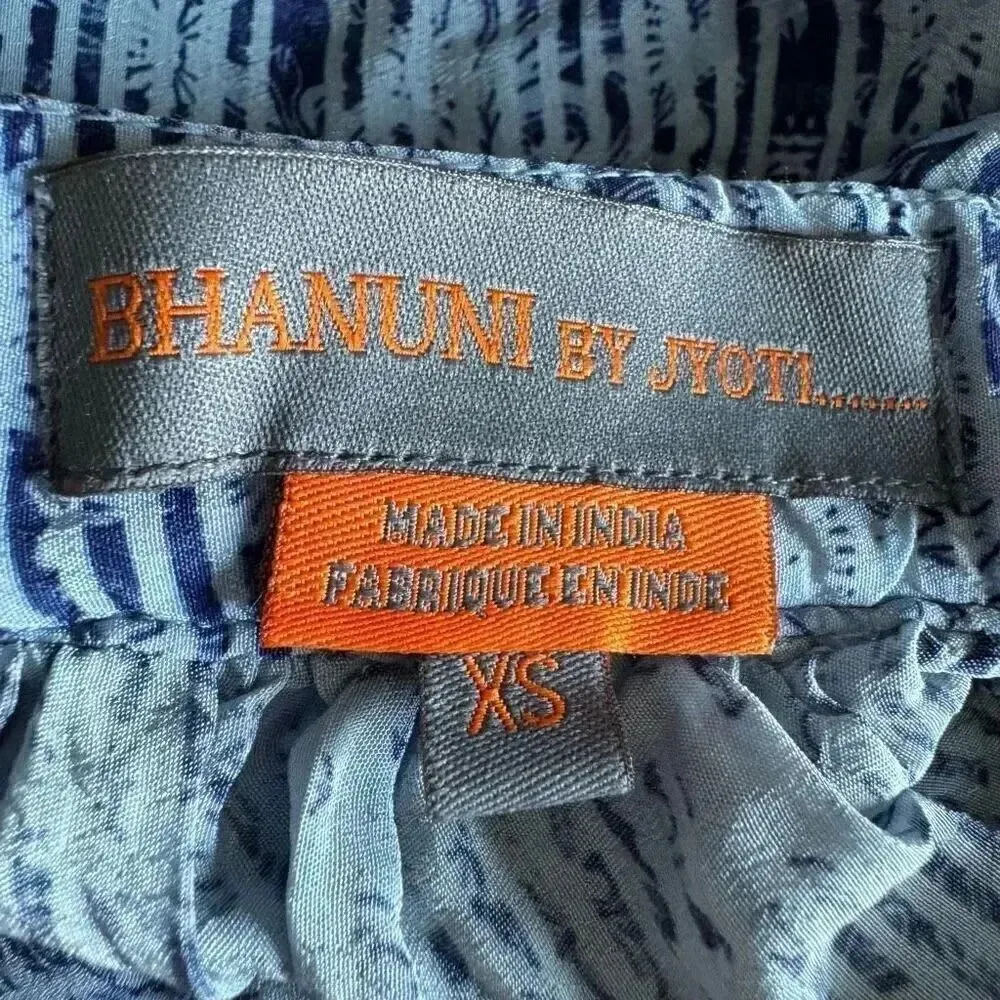 BHANUNI BY JYOTI........
MADE IN INDIA
FABRIQUE EN INDE
XS